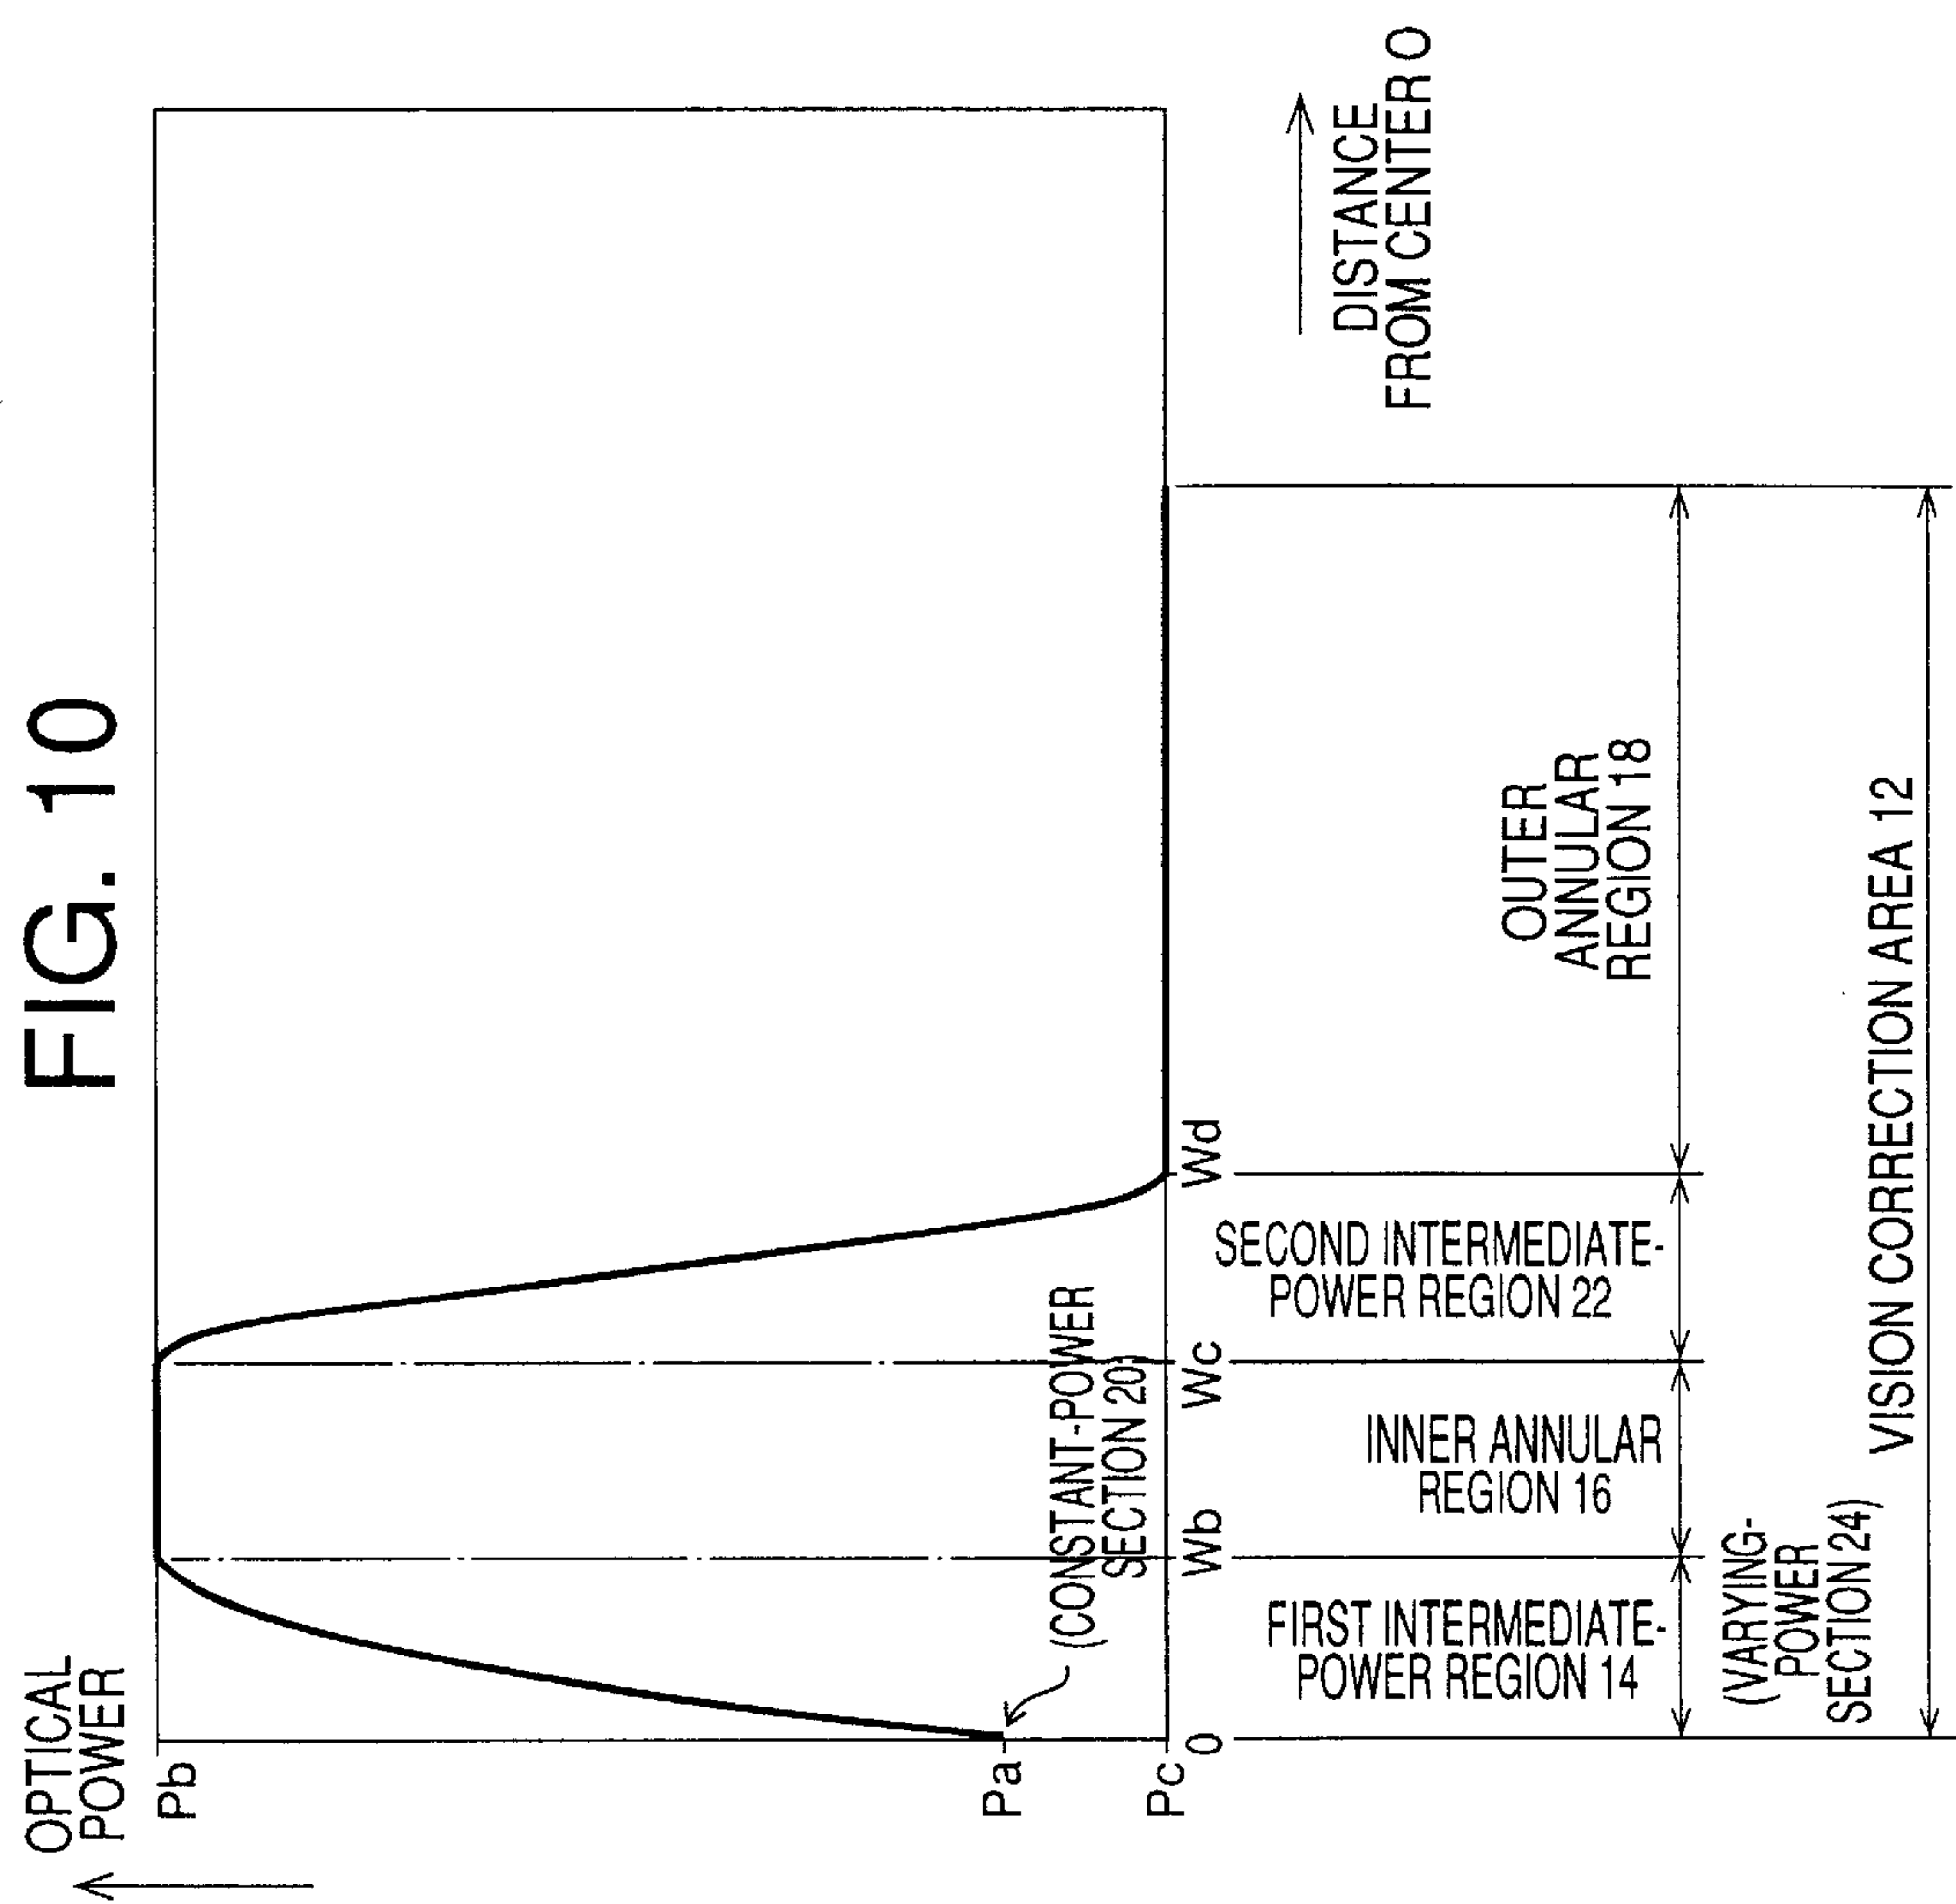 FIG. 10
OPTICAL
POWER
Pb
Pa
Pc
0
Wb
Wc
Wd
(CONSTANT-POWER
SECTION 20)
DISTANCE
FROM CENTER O
FIRST INTERMEDIATE-
POWER REGION 14
INNER ANNULAR
REGION 16
SECOND INTERMEDIATE-
POWER REGION 22
OUTER
ANNULAR
REGION 18
(VARYING-
POWER
SECTION 24)
VISION CORRECTION AREA 12